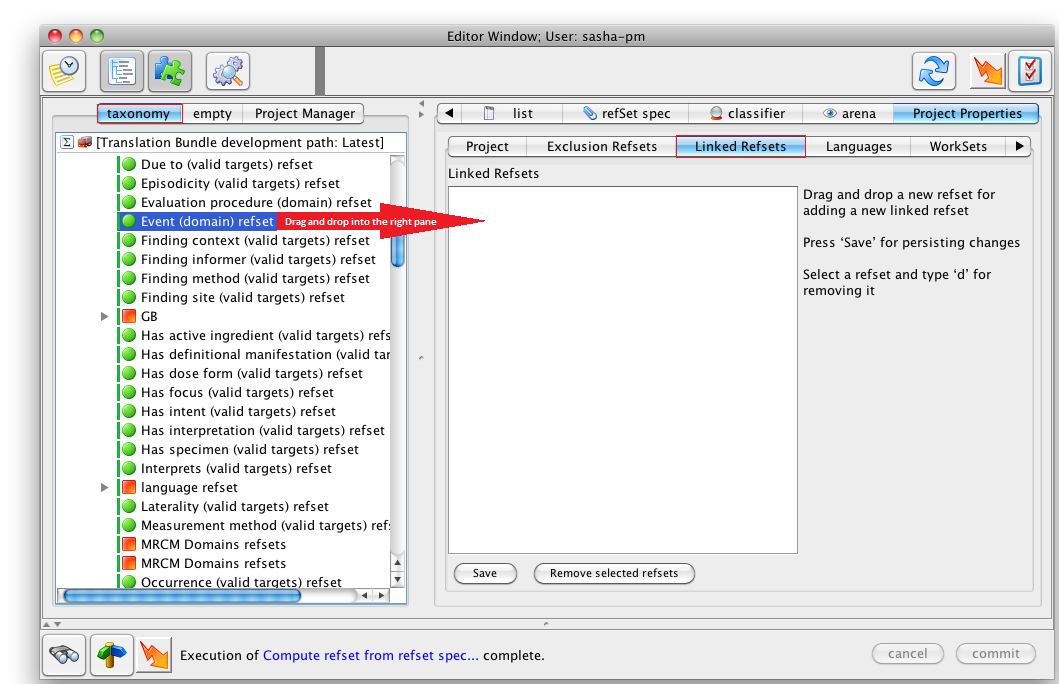 Editor Window; User: sasha-pm
taxonomy empty Project Manager
list refSet spec classifier arena Project Properties
[Translation Bundle development path: Latest]
Due to (valid targets) refset
Episodicity (valid targets) refset
Evaluation procedure (domain) refset
Event (domain) refset
Drag and drop into the right pane
Finding context (valid targets) refset
Finding informer (valid targets) refset
Finding method (valid targets) refset
Finding site (valid targets) refset
GB
Has active ingredient (valid targets) refs
Has definitional manifestation (valid tar
Has dose form (valid targets) refset
Has focus (valid targets) refset
Has intent (valid targets) refset
Has interpretation (valid targets) refset
Has specimen (valid targets) refset
Interprets (valid targets) refset
language refset
Laterality (valid targets) refset
Measurement method (valid targets) refs
MRCM Domains refsets
MRCM Domains refsets
Occurrence (valid targets) refset
Project Exclusion Refsets Linked Refsets Languages WorkSets
Linked Refsets
Drag and drop a new refset for
adding a new linked refset
Press ‘Save’ for persisting changes
Select a refset and type ‘d’ for
removing it
Save Remove selected refsets
Execution of Compute refset from refset spec... complete.
cancel commit